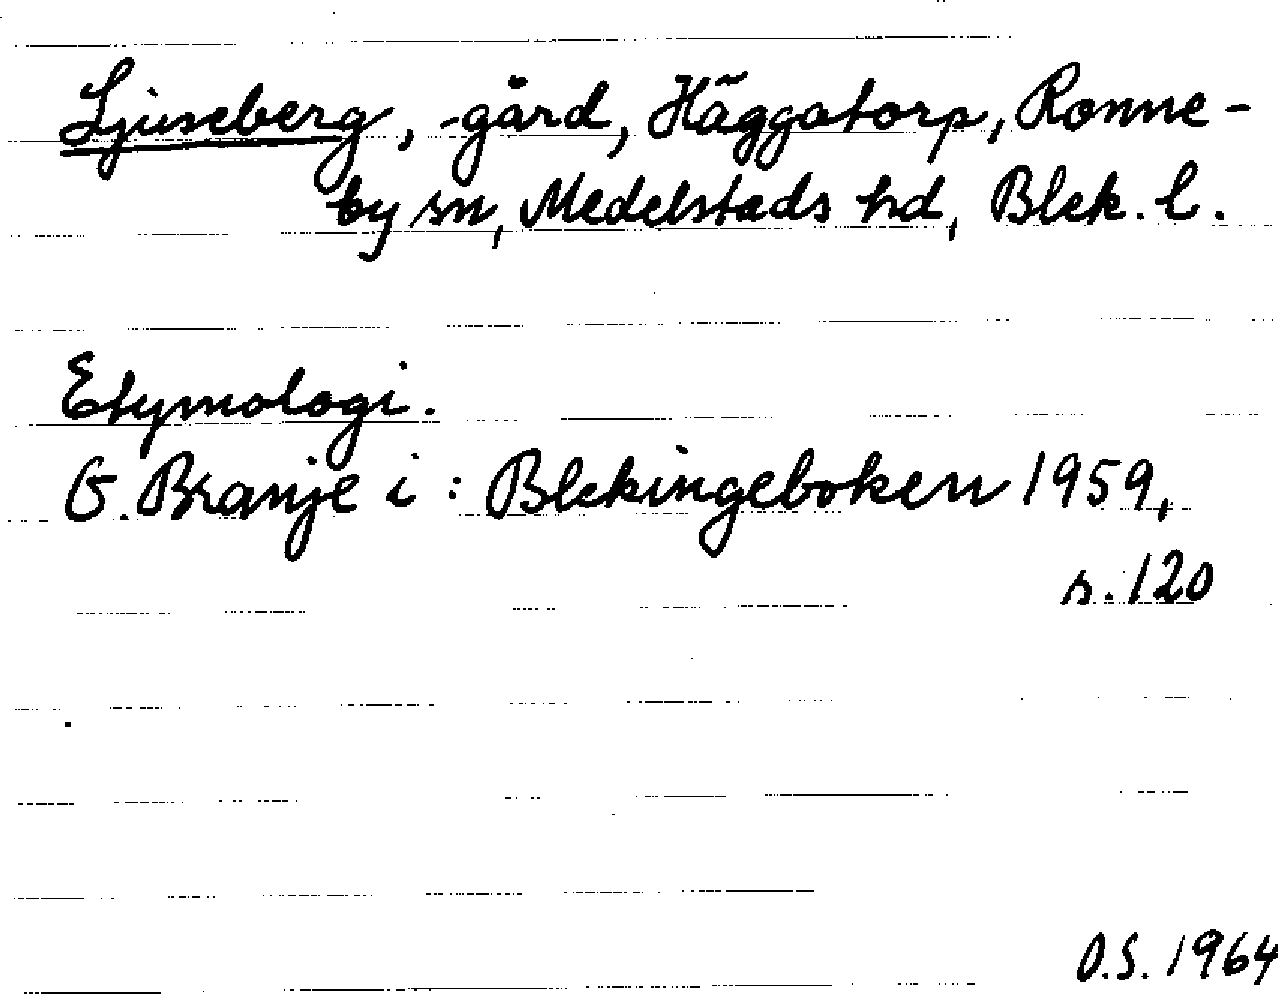 Ljuseberg, -gård, Häggatorp, Ronne-
by sn, Medelstads hd, Blek. l.
Etymologi.
G. Branje i : Blekingeboken 1959,
s. 120
O.S. 1964